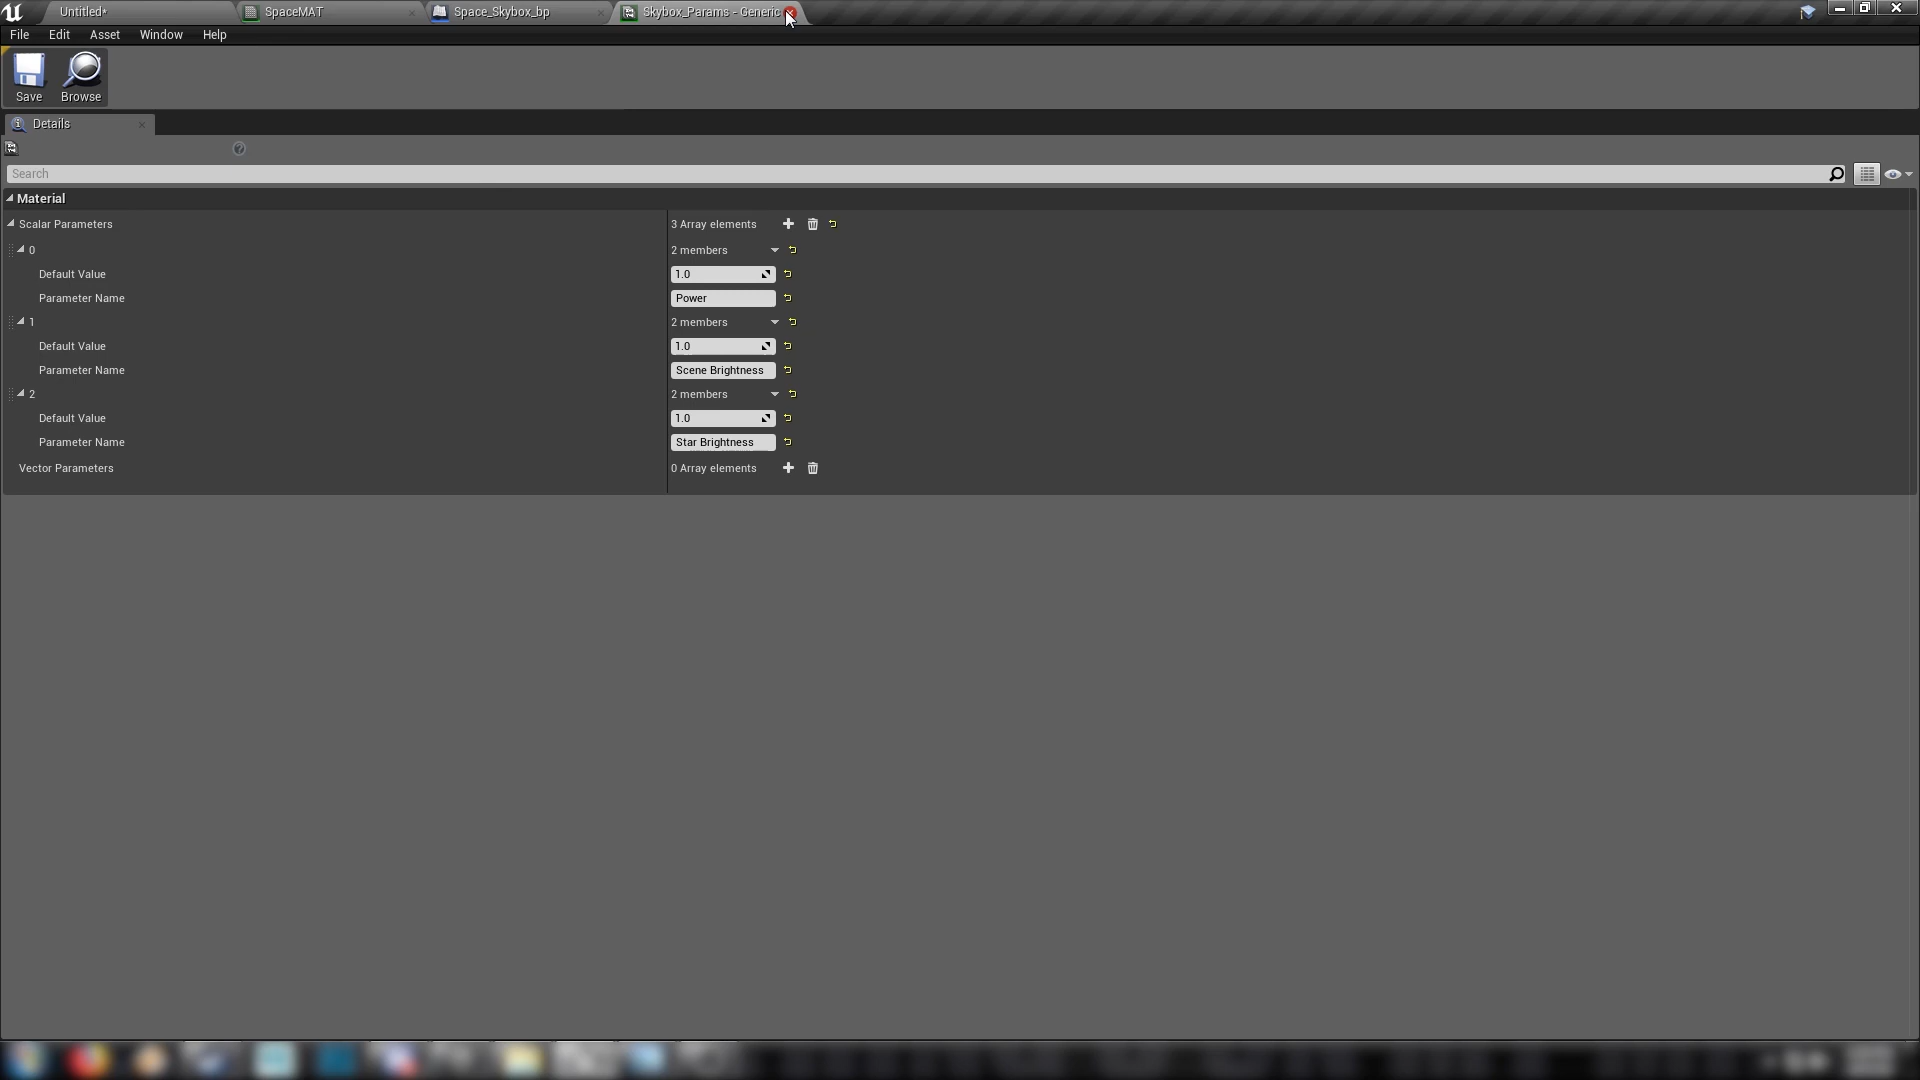 Untitled*
SpaceMAT
Space_Skybox_bp
Skybox_Params - Generic
File Edit Asset Window Help
Save Browse
Details
Search
Material
Scalar Parameters 3 Array elements
0 2 members
Default Value 1.0
Parameter Name Power
1 2 members
Default Value 1.0
Parameter Name Scene Brightness
2 2 members
Default Value 1.0
Parameter Name Star Brightness
Vector Parameters 0 Array elements